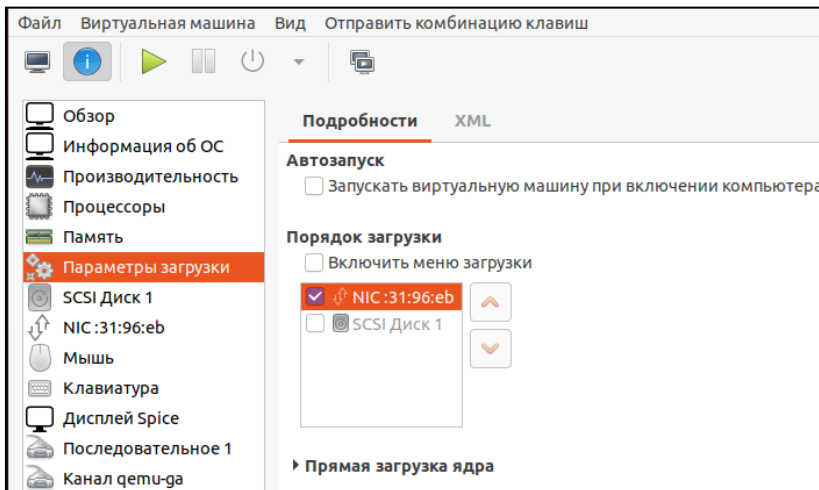 Файл Виртуальная машина Вид Отправить комбинацию клавиш
Обзор
Информация об ОС
Производительность
Процессоры
Память
Параметры загрузки
SCSI Диск 1
NIC :31:96:eb
Мышь
Клавиатура
Дисплей Spice
Последовательное 1
Канал qemu-ga
Подробности XML
Автозапуск
Запускать виртуальную машину при включении компьютера
Порядок загрузки
Включить меню загрузки
NIC :31:96:eb
SCSI Диск 1
Прямая загрузка ядра